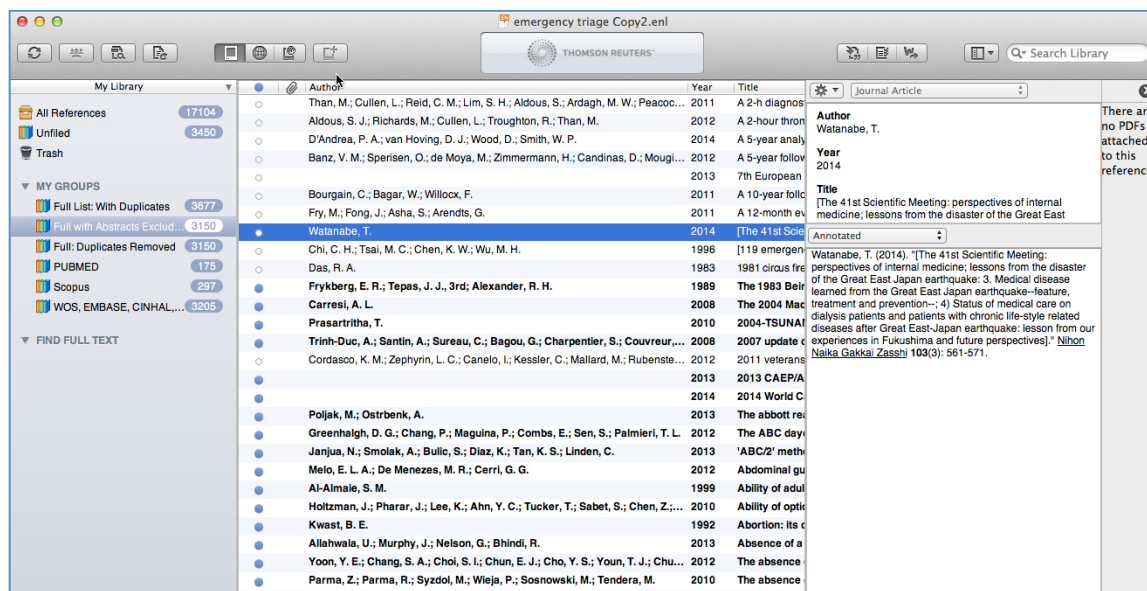 emergency triage Copy2.enl
THOMSON REUTERS™
Search Library
My Library
All References 17104
Unfiled 3450
Trash
MY GROUPS
Full List: With Duplicates 3677
Full with Abstracts Exclud... 3150
Full: Duplicates Removed 3150
PUBMED 175
Scopus 297
WOS, EMBASE, CINHAL,... 3205
FIND FULL TEXT
Author Year Title
Than, M.; Cullen, L.; Reid, C. M.; Lim, S. H.; Aldous, S.; Ardagh, M. W.; Peacoc... 2011 A 2-h diagnos
Aldous, S. J.; Richards, M.; Cullen, L.; Troughton, R.; Than, M. 2012 A 2-hour thron
D'Andrea, P. A.; van Hoving, D. J.; Wood, D.; Smith, W. P. 2014 A 5-year analy
Banz, V. M.; Sperisen, O.; de Moya, M.; Zimmermann, H.; Candinas, D.; Mougi... 2012 A 5-year follow
2013 7th European
Bourgain, C.; Bagar, W.; Willocx, F. 2011 A 10-year follc
Fry, M.; Fong, J.; Asha, S.; Arendts, G. 2011 A 12-month ev
Watanabe, T. 2014 [The 41st Scie
Chi, C. H.; Tsai, M. C.; Chen, K. W.; Wu, M. H. 1996 [119 emergen
Das, R. A. 1983 1981 circus fire
Frykberg, E. R.; Tepas, J. J., 3rd; Alexander, R. H. 1989 The 1983 Beir
Carresi, A. L. 2008 The 2004 Mad
Prasartritha, T. 2010 2004-TSUNAM
Trinh-Duc, A.; Santin, A.; Sureau, C.; Bagou, G.; Charpentier, S.; Couvreur,... 2008 2007 update c
Cordasco, K. M.; Zephyrin, L. C.; Canelo, I.; Kessler, C.; Mallard, M.; Rubenste... 2012 2011 veterans
2013 2013 CAEP/A
2014 2014 World C
Poljak, M.; Ostrbenk, A. 2013 The abbott rea
Greenhalgh, D. G.; Chang, P.; Maguina, P.; Combs, E.; Sen, S.; Palmieri, T. L. 2012 The ABC days
Janjua, N.; Smolak, A.; Bulic, S.; Diaz, K.; Tan, K. S.; Linden, C. 2013 'ABC/2' metho
Melo, E. L. A.; De Menezes, M. R.; Cerri, G. G. 2012 Abdominal gu
Al-Almaie, S. M. 1999 Ability of adul
Holtzman, J.; Pharar, J.; Lee, K.; Ahn, Y. C.; Tucker, T.; Sabet, S.; Chen, Z.;... 2010 Ability of optic
Kwast, B. E. 1992 Abortion: its c
Allahwala, U.; Murphy, J.; Nelson, G.; Bhindi, R. 2013 Absence of a
Yoon, Y. E.; Chang, S. A.; Choi, S. I.; Chun, E. J.; Cho, Y. S.; Youn, T. J.; Chu... 2012 The absence
Parma, Z.; Parma, R.; Syzdol, M.; Wieja, P.; Sosnowski, M.; Tendera, M. 2010 The absence
Journal Article
Author
Watanabe, T.
Year
2014
Title
[The 41st Scientific Meeting: perspectives of internal
medicine; lessons from the disaster of the Great East
Annotated
Watanabe, T. (2014). "[The 41st Scientific Meeting:
perspectives of internal medicine; lessons from the disaster
of the Great East Japan earthquake: 3. Medical disease
learned from the Great East Japan earthquake--feature,
treatment and prevention--; 4) Status of medical care on
dialysis patients and patients with chronic life-style related
diseases after Great East-Japan earthquake: lesson from our
experiences in Fukushima and future perspectives]." Nihon
Naika Gakkai Zasshi 103(3): 561-571.
There ar
no PDFs
attached
to this
referenc